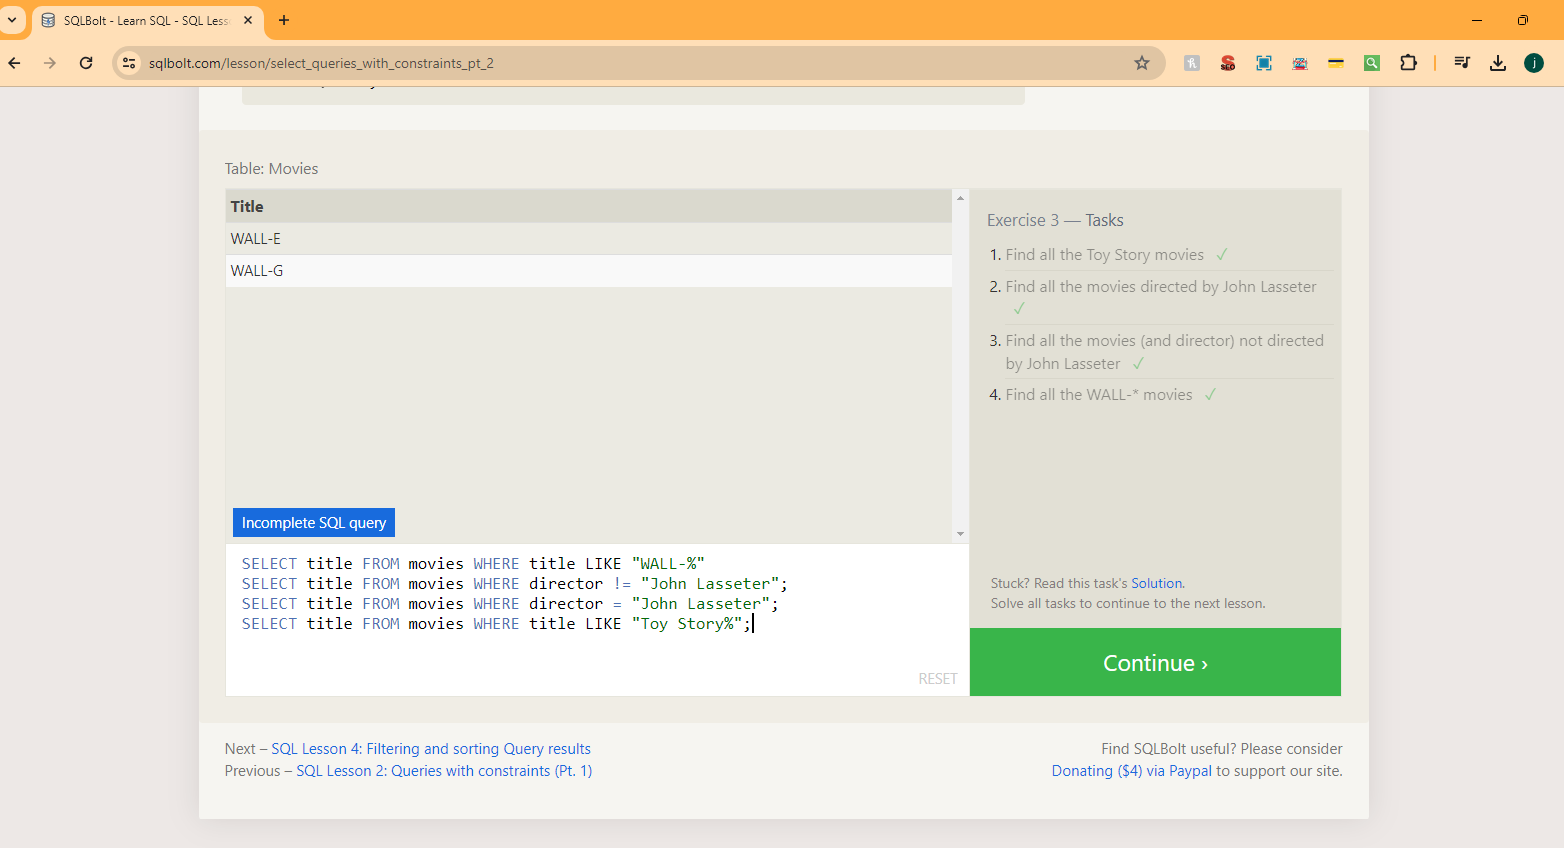 SQLBolt - Learn SQL - SQL Less
sqlbolt.com/lesson/select_queries_with_constraints_pt_2
SEO
j
Table: Movies
Title
WALL-E
WALL-G
Incomplete SQL query
SELECT title FROM movies WHERE title LIKE "WALL-%"
SELECT title FROM movies WHERE director != "John Lasseter";
SELECT title FROM movies WHERE director = "John Lasseter";
SELECT title FROM movies WHERE title LIKE "Toy Story%";
RESET
Exercise 3 — Tasks
1. Find all the Toy Story movies ✓
2. Find all the movies directed by John Lasseter
✓
3. Find all the movies (and director) not directed
by John Lasseter ✓
4. Find all the WALL-* movies ✓
Stuck? Read this task's Solution.
Solve all tasks to continue to the next lesson.
Continue ›
Next – SQL Lesson 4: Filtering and sorting Query results
Previous – SQL Lesson 2: Queries with constraints (Pt. 1)
Find SQLBolt useful? Please consider
Donating ($4) via Paypal to support our site.